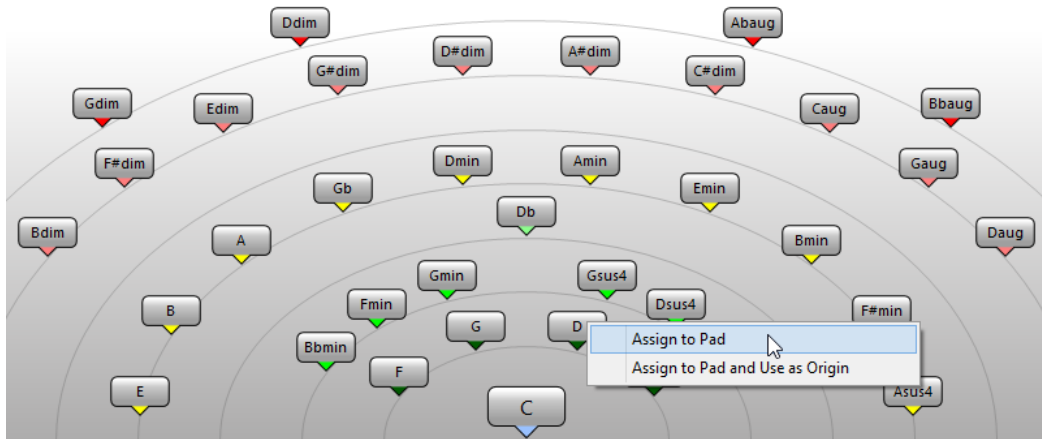 Ddim
Abaug
D#dim
A#dim
G#dim
C#dim
Gdim
Edim
Caug
Bbaug
F#dim
Dmin
Amin
Gaug
Gb
Emin
Db
Bdim
A
Bmin
Daug
Gmin
Gsus4
Fmin
Dsus4
B
F#min
G
D
Assign to Pad
Bbmin
F
Assign to Pad and Use as Origin
E
Asus4
C